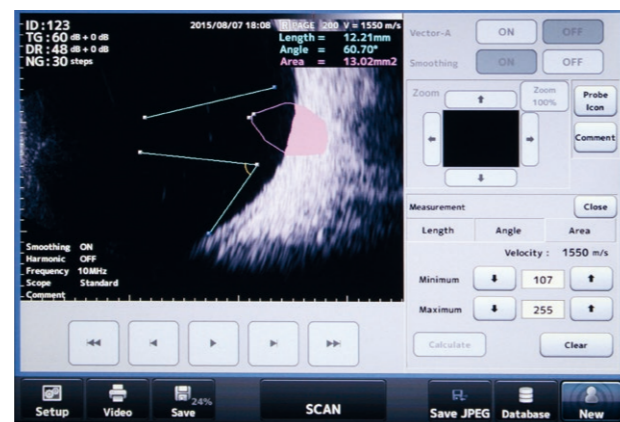 ID:123
TG:60 dB + 0 dB
DR:48 dB + 0 dB
NG:30 steps
2015/08/07 18:08 IMAGE 200 V = 1550 m/s
Length = 12.21mm
Angle = 60.70°
Area = 13.02mm2
Smoothing ON
Harmonic OFF
Frequency 10MHz
Scope Standard
Comment
Vector-A ON OFF
Smoothing ON OFF
Zoom
Zoom 100%
Probe Icon
Comment
Measurement Close
Length Angle Area
Velocity : 1550 m/s
Minimum 107
Maximum 255
Calculate Clear
Setup Video Save 24% SCAN Save JPEG Database New